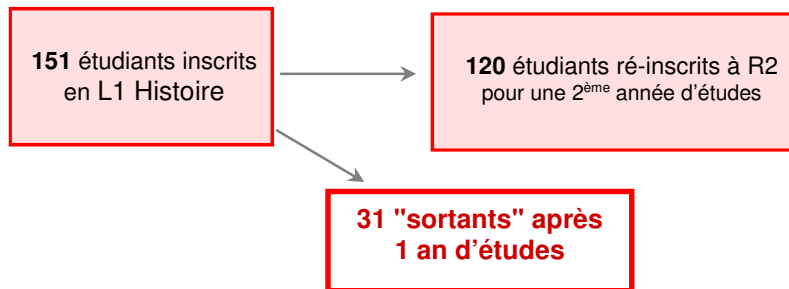 151 étudiants inscrits
en L1 Histoire
120 étudiants ré-inscrits à R2
pour une 2ème année d'études
31 "sortants" après
1 an d'études